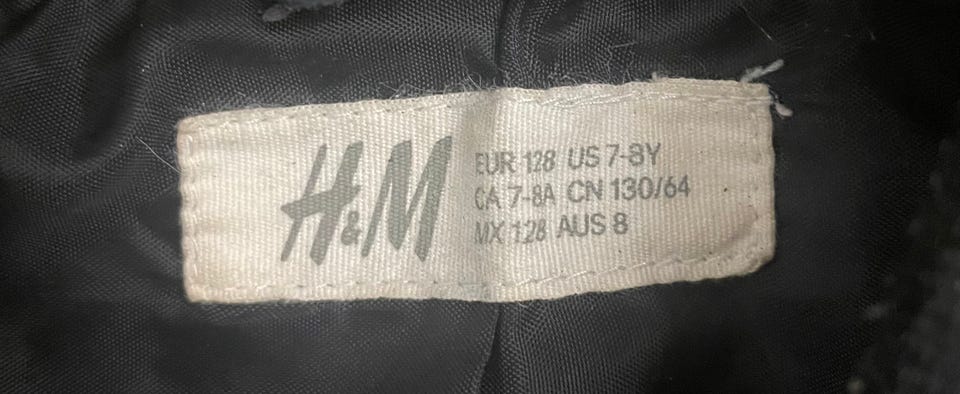 H&M
EUR 128 US 7-8Y
CA 7-8A CN 130/64
MX 128 AUS 8